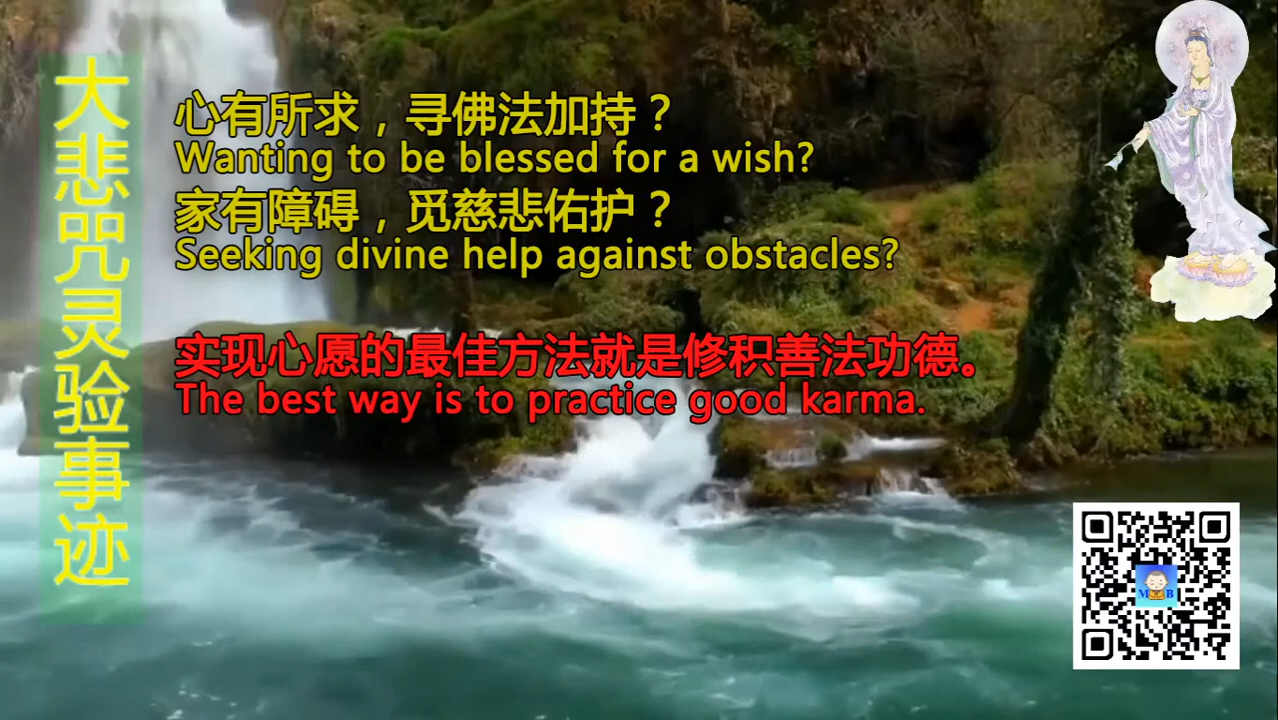 大悲咒灵验事迹
心有所求，寻佛法加持？
Wanting to be blessed for a wish?
家有障碍，觅慈悲佑护？
Seeking divine help against obstacles?
实现心愿的最佳方法就是修积善法功德。
The best way is to practice good karma.
M B